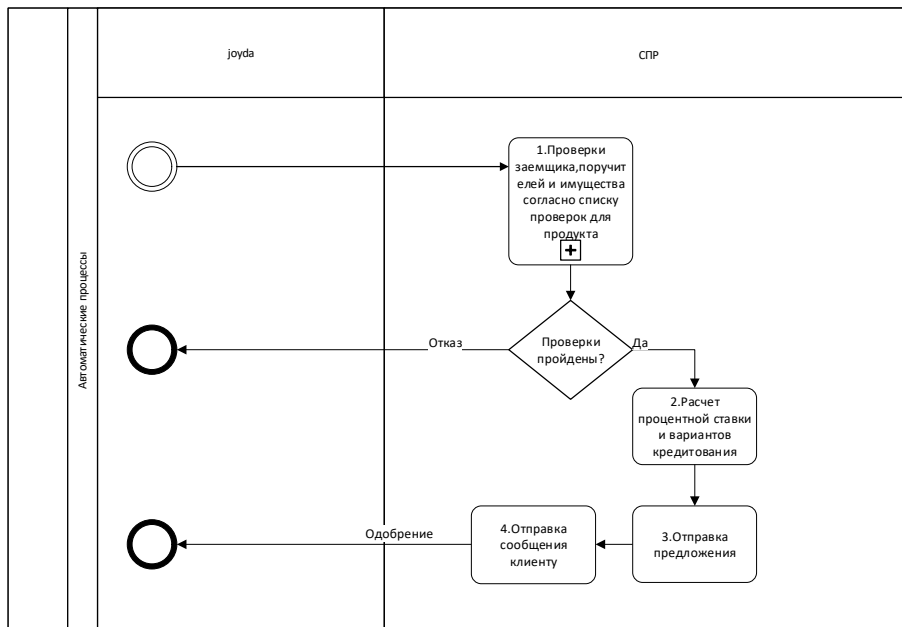 joyda
СПР
Автоматические процессы
1.Проверки
заемщика,поручит
елей и имущества
согласно списку
проверок для
продукта
Отказ
Проверки
пройдены?
Да
2.Расчет
процентной ставки
и вариантов
кредитования
Одобрение
4.Отправка
сообщения
клиенту
3.Отправка
предложения